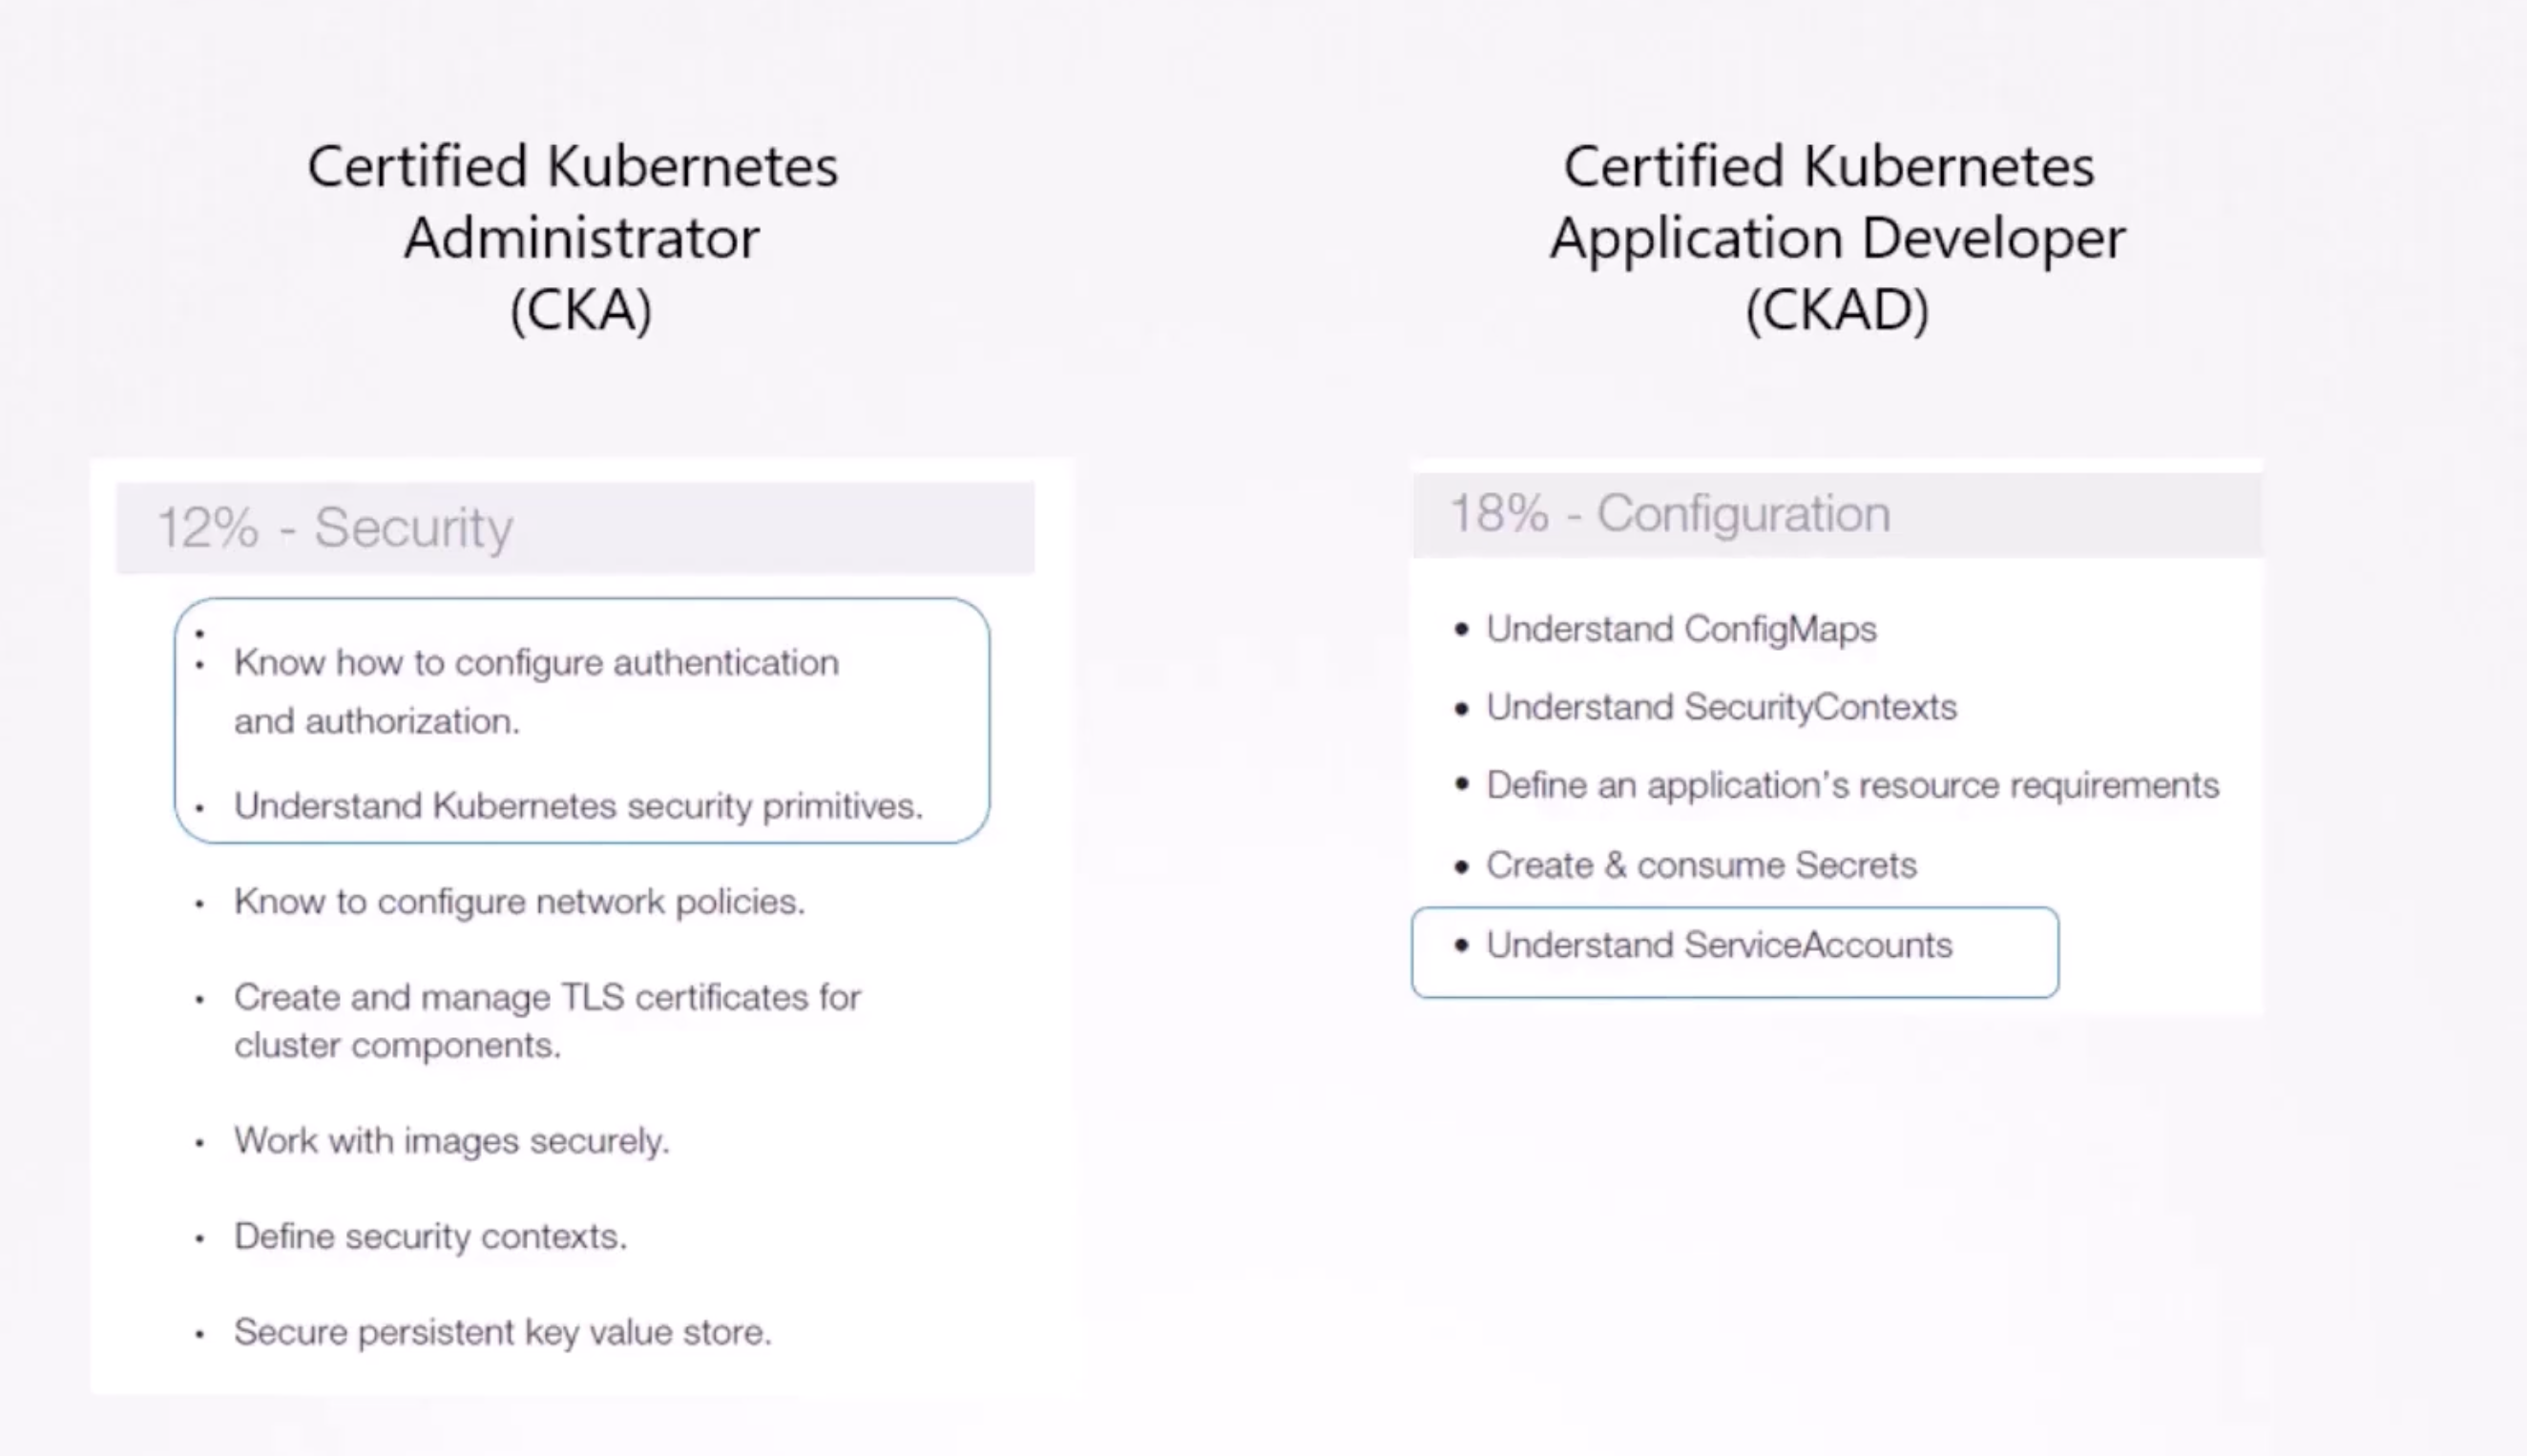 Certified Kubernetes
Administrator
(CKA)
12% - Security
•
• Know how to configure authentication
and authorization.
• Understand Kubernetes security primitives.
• Know to configure network policies.
• Create and manage TLS certificates for
cluster components.
• Work with images securely.
• Define security contexts.
• Secure persistent key value store.
Certified Kubernetes
Application Developer
(CKAD)
18% - Configuration
• Understand ConfigMaps
• Understand SecurityContexts
• Define an application's resource requirements
• Create & consume Secrets
• Understand ServiceAccounts